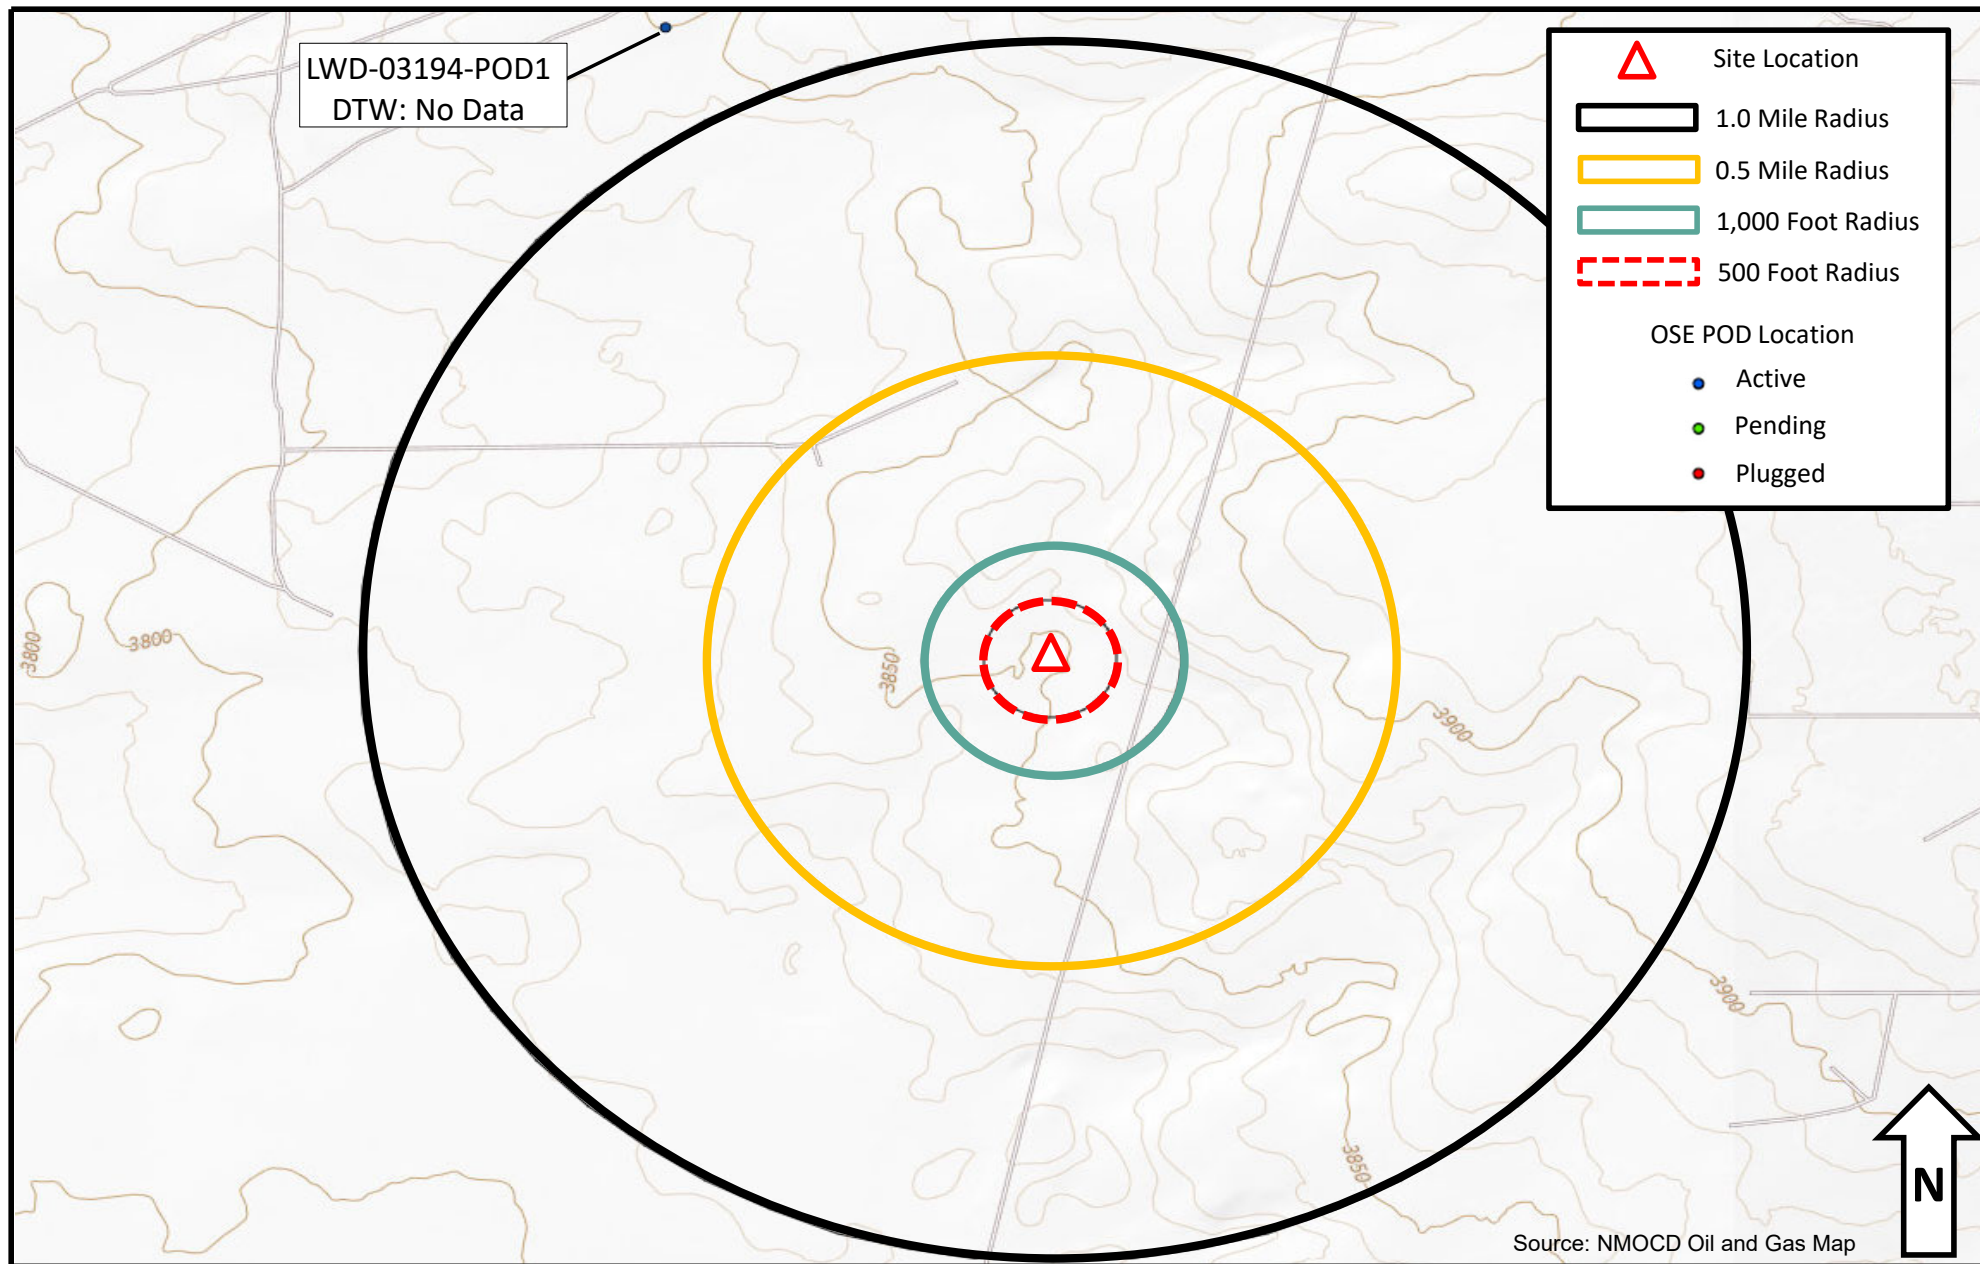 LWD-03194-POD1
DTW: No Data
Site Location
1.0 Mile Radius
0.5 Mile Radius
1,000 Foot Radius
500 Foot Radius
OSE POD Location
Active
Pending
Plugged
3800
3800
3850
3900
3900
3850
N
Source: NMOCD Oil and Gas Map